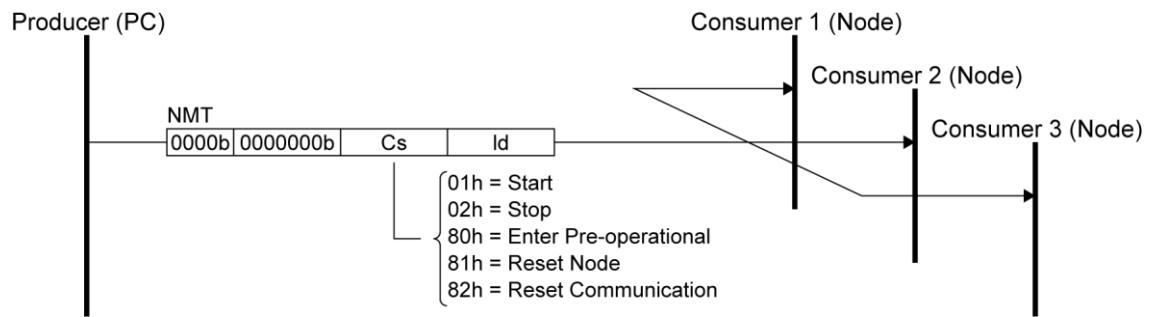 Producer (PC)
Consumer 1 (Node)
Consumer 2 (Node)
Consumer 3 (Node)
NMT
0000b 0000000b Cs Id
01h = Start
02h = Stop
80h = Enter Pre-operational
81h = Reset Node
82h = Reset Communication